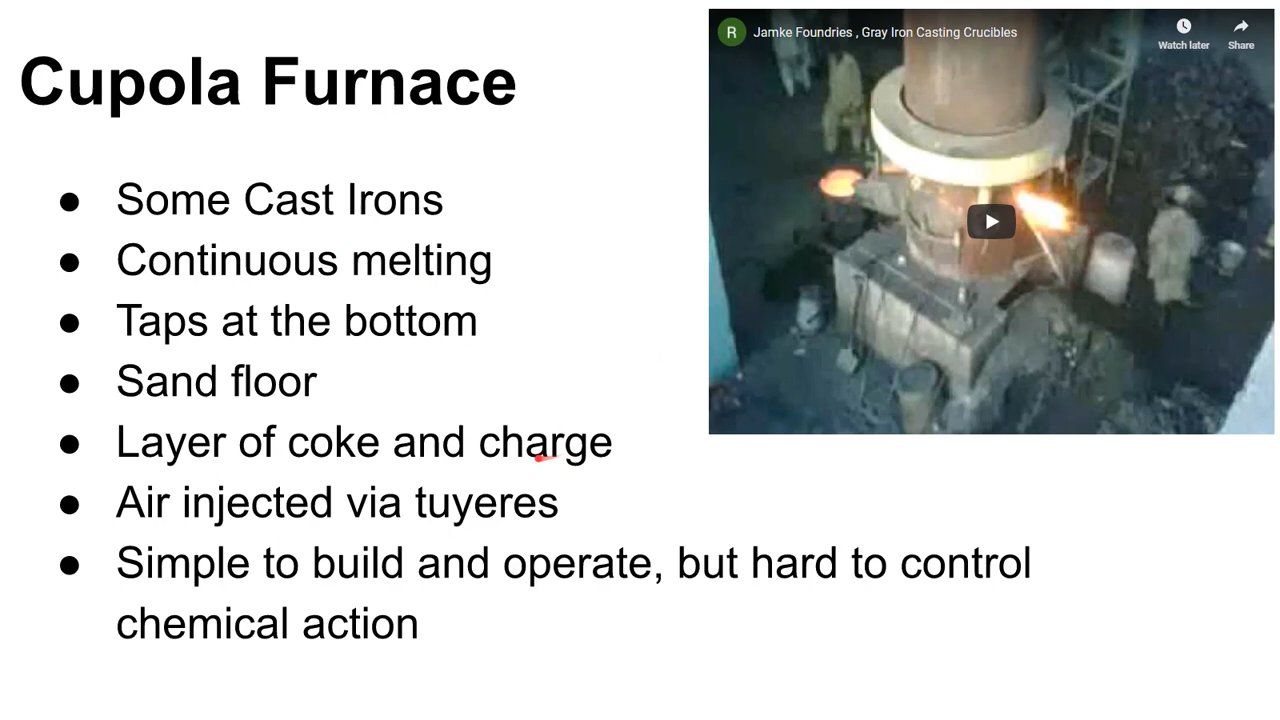 Cupola Furnace
R
Jamke Foundries , Gray Iron Casting Crucibles
Watch later
Share
● Some Cast Irons
● Continuous melting
● Taps at the bottom
● Sand floor
● Layer of coke and charge
● Air injected via tuyeres
● Simple to build and operate, but hard to control
chemical action